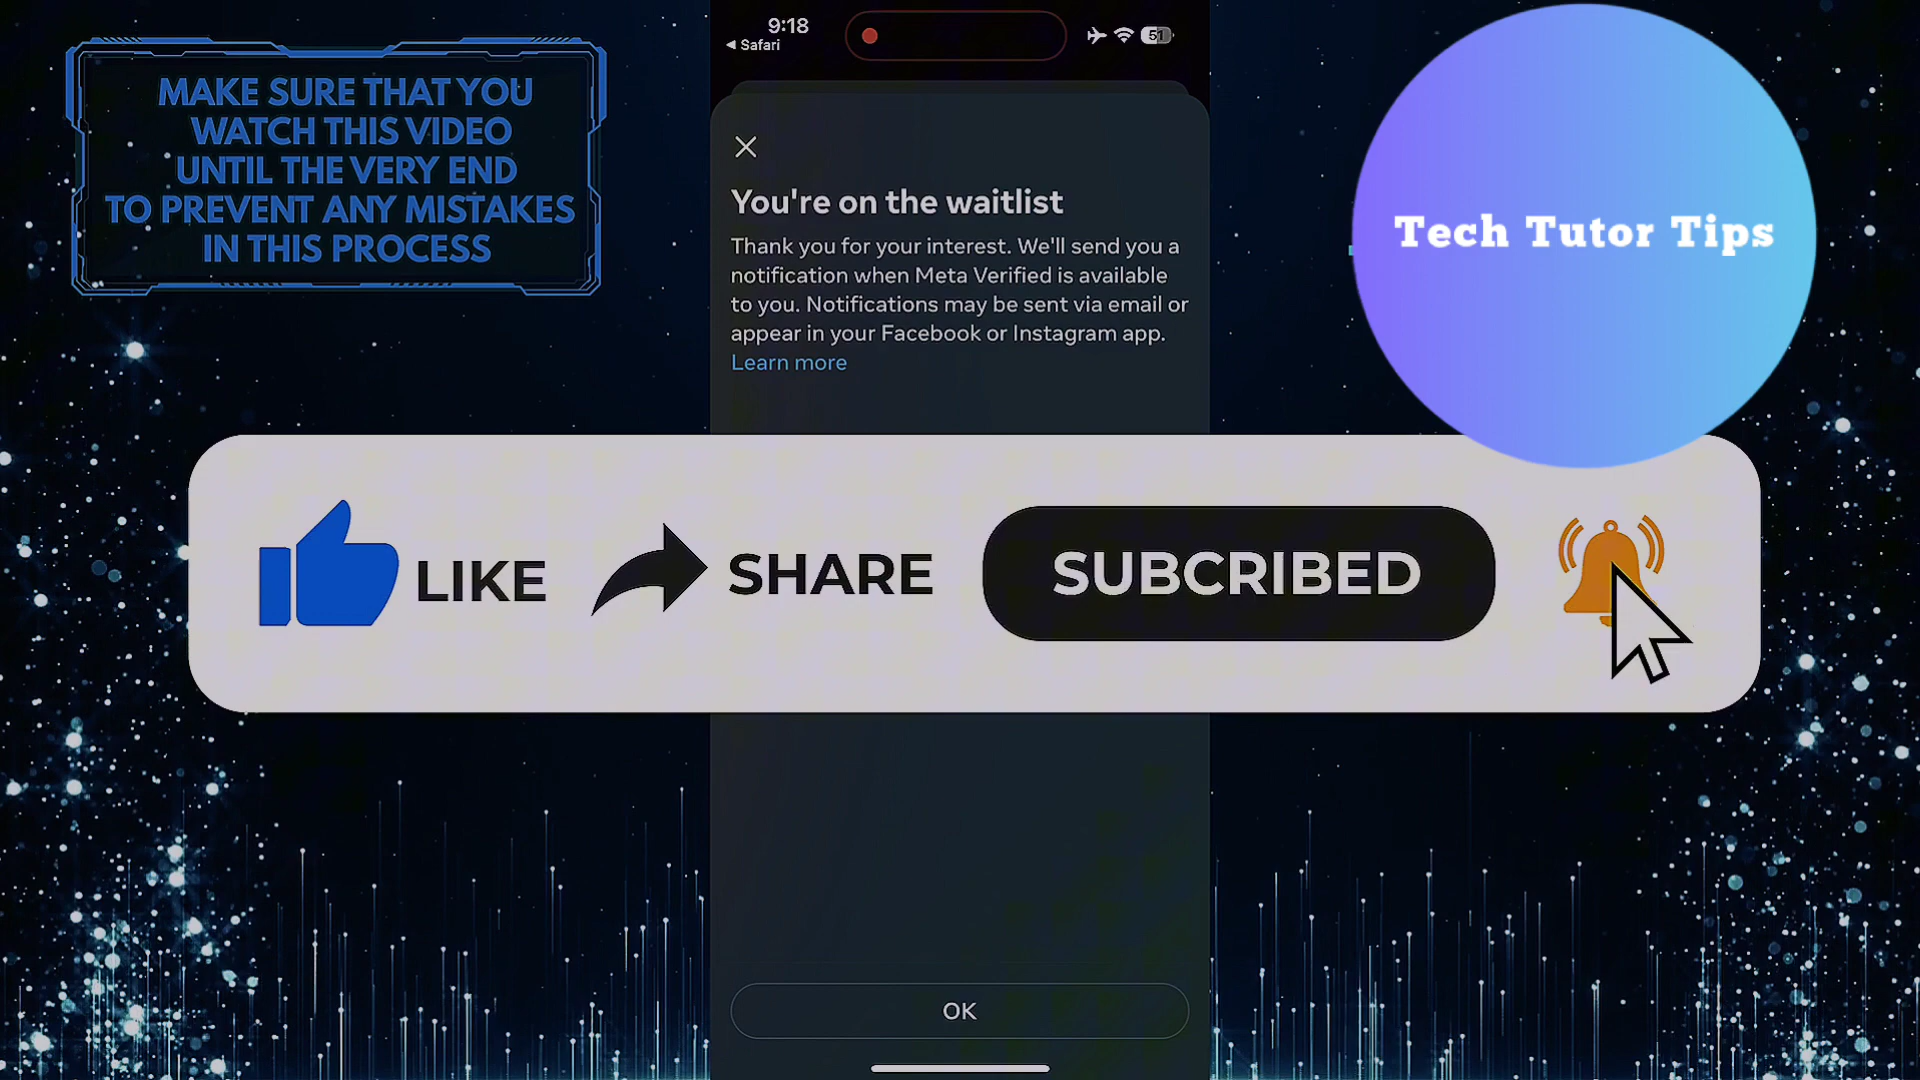 MAKE SURE THAT YOU
WATCH THIS VIDEO
UNTIL THE VERY END
TO PREVENT ANY MISTAKES
IN THIS PROCESS
9:18
Safari
51
You're on the waitlist
Thank you for your interest. We'll send you a
notification when Meta Verified is available
to you. Notifications may be sent via email or
appear in your Facebook or Instagram app.
Learn more
Tech Tutor Tips
LIKE
SHARE
SUBCRIBED
OK